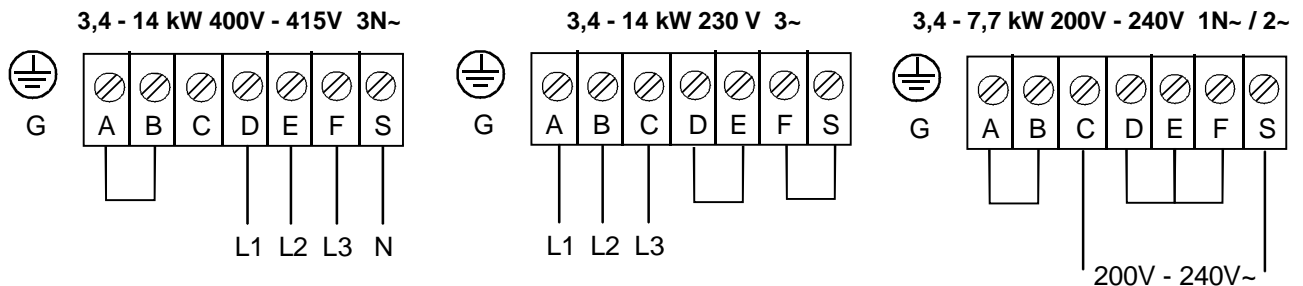 3,4 - 14 kW 400V - 415V 3N~
G A B C D E F S
L1 L2 L3 N
3,4 - 14 kW 230 V 3~
G A B C D E F S
L1 L2 L3
3,4 - 7,7 kW 200V - 240V 1N~ / 2~
G A B C D E F S
200V - 240V~